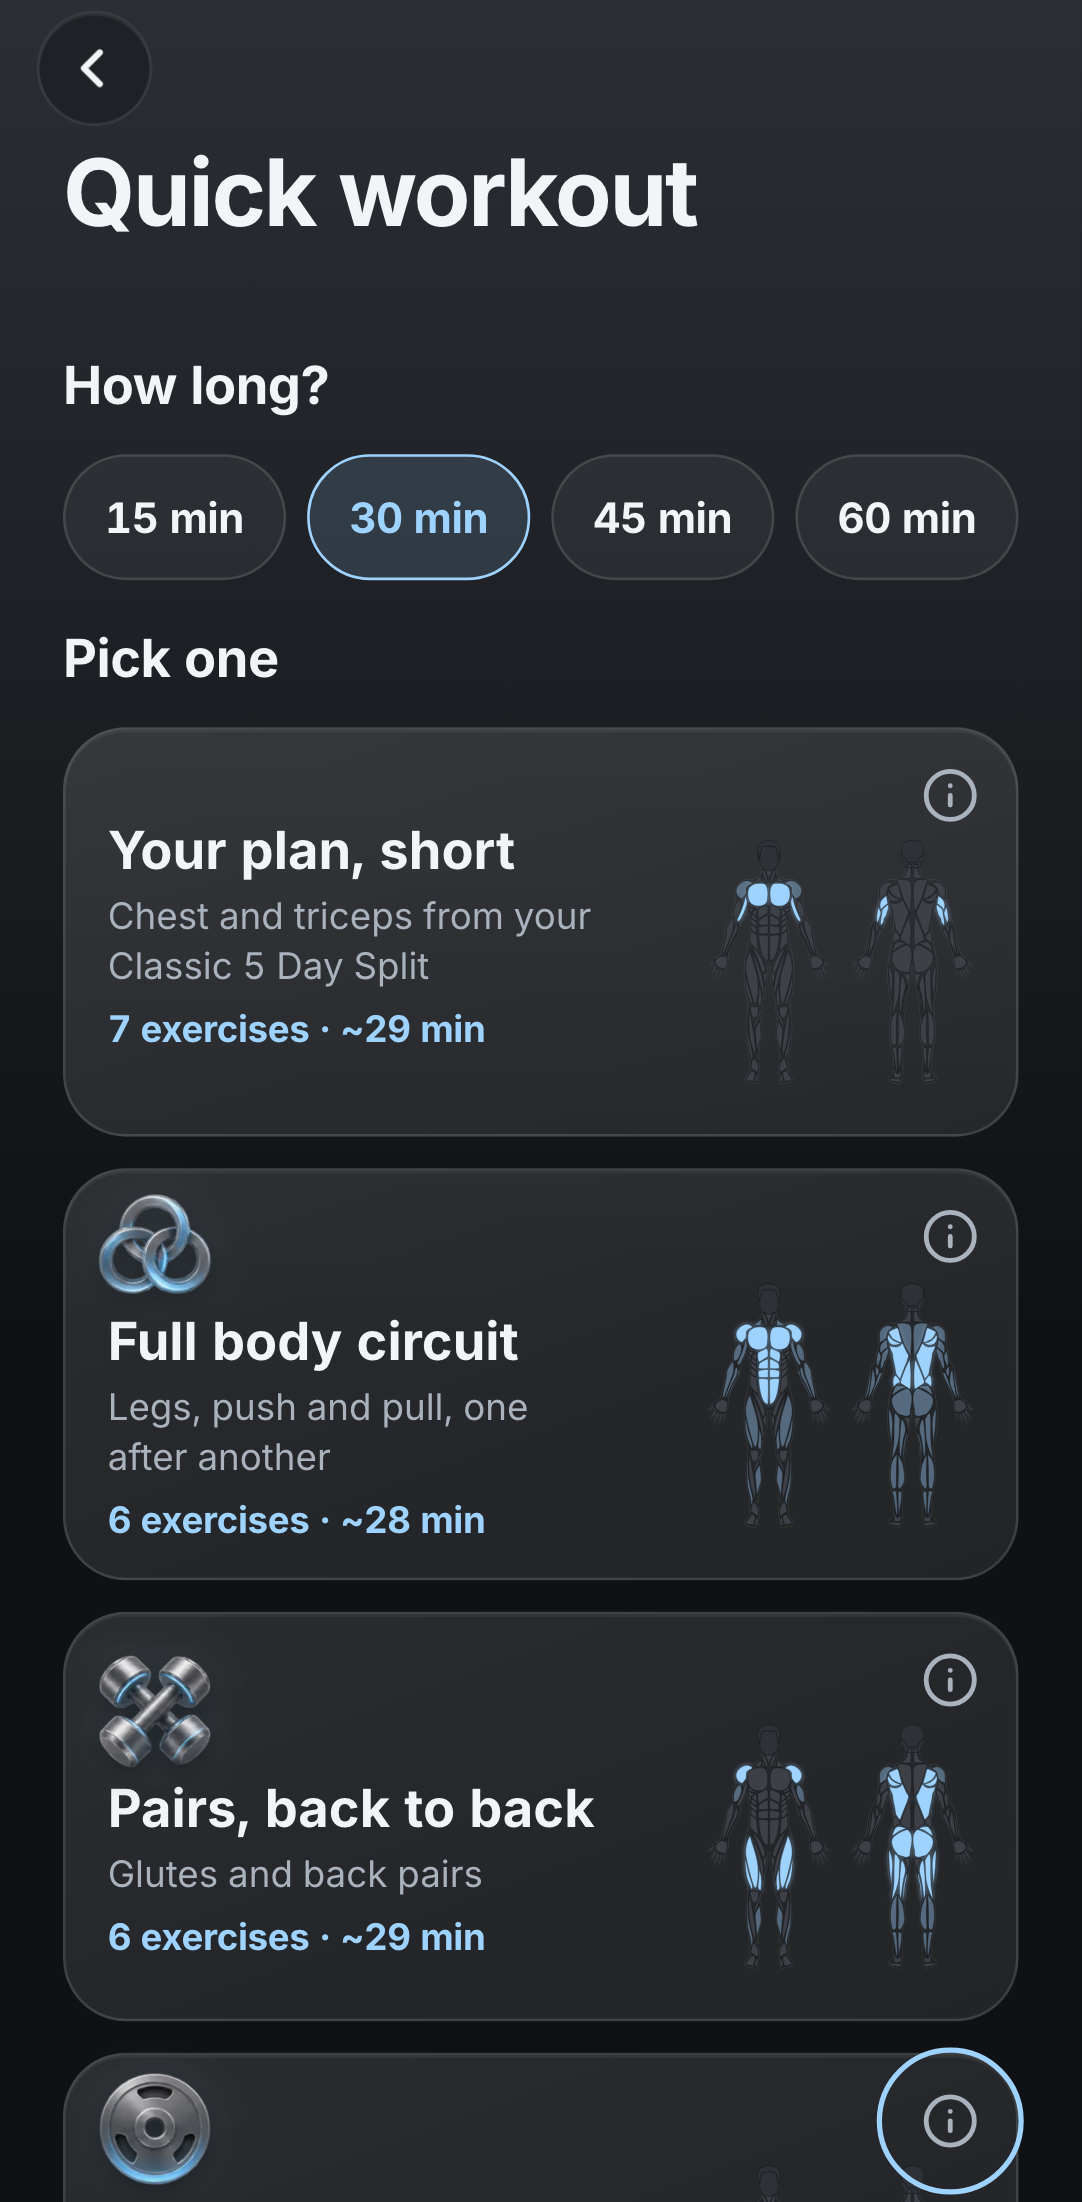 Quick workout
How long?
15 min
30 min
45 min
60 min
Pick one
Your plan, short
Chest and triceps from your
Classic 5 Day Split
7 exercises · ~29 min
Full body circuit
Legs, push and pull, one
after another
6 exercises · ~28 min
Pairs, back to back
Glutes and back pairs
6 exercises · ~29 min